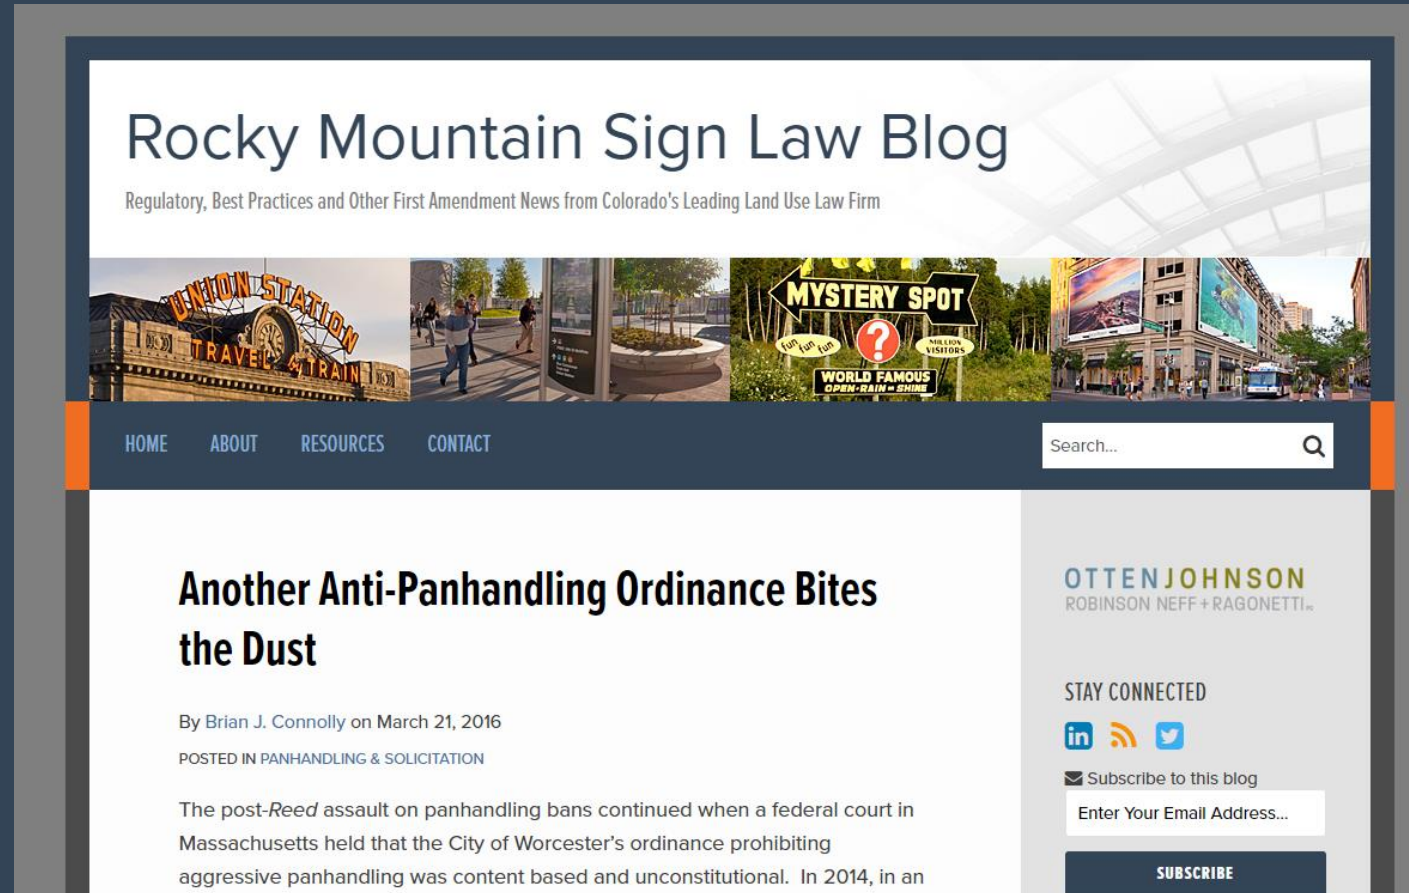 Rocky Mountain Sign Law Blog
Regulatory, Best Practices and Other First Amendment News from Colorado's Leading Land Use Law Firm
UNION STATION
TRAVEL by TRAIN
MYSTERY SPOT
fun fun fun
?
MILLION
VISITORS
WORLD FAMOUS
OPEN-RAIN OR SHINE
HOME ABOUT RESOURCES CONTACT Search...
Another Anti-Panhandling Ordinance Bites
the Dust
By Brian J. Connolly on March 21, 2016
POSTED IN PANHANDLING & SOLICITATION
The post-Reed assault on panhandling bans continued when a federal court in
Massachusetts held that the City of Worcester's ordinance prohibiting
aggressive panhandling was content based and unconstitutional. In 2014, in an
OTTENJOHNSON
ROBINSON NEFF + RAGONETTI PC
STAY CONNECTED
in
Subscribe to this blog
Enter Your Email Address...
SUBSCRIBE